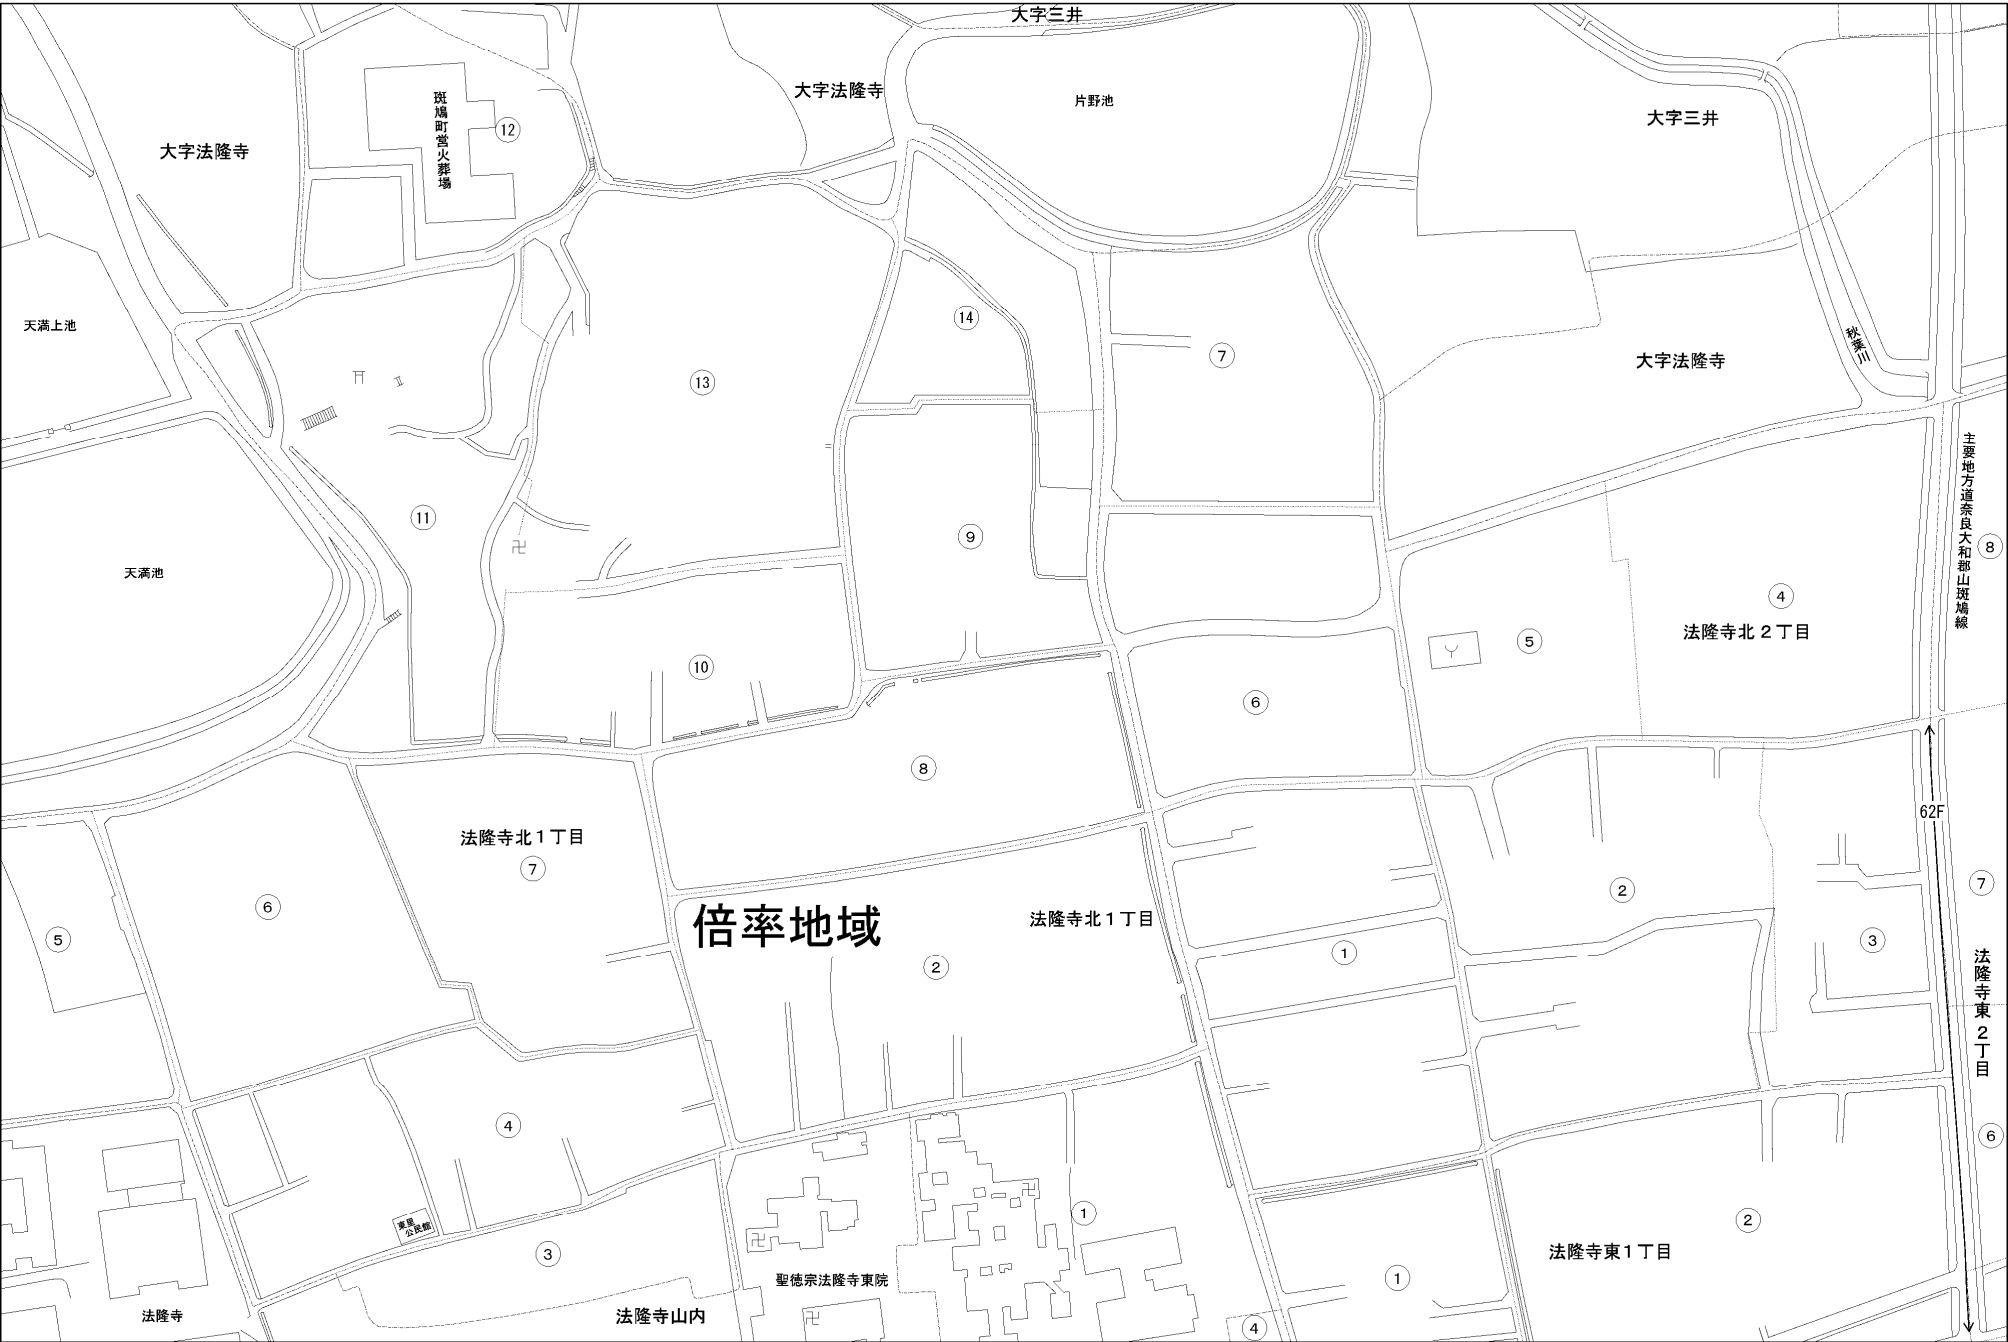 大字三井
大字法隆寺
片野池
斑鳩町営火葬場
⑫
大字三井
大字法隆寺
天満上池
⑭
秋葉川
⑦
大字法隆寺
⑬
主要地方道奈良大和郡山斑鳩線
⑪
⑨
⑧
天満池
④
法隆寺北2丁目
⑤
⑩
⑥
⑧
62F
法隆寺北1丁目
⑦
⑦
②
⑥
倍率地域
法隆寺北1丁目
⑤
③
①
②
法隆寺東2丁目
④
⑥
東里
公民館
①
②
③
法隆寺東1丁目
聖徳宗法隆寺東院
①
法隆寺
法隆寺山内
④